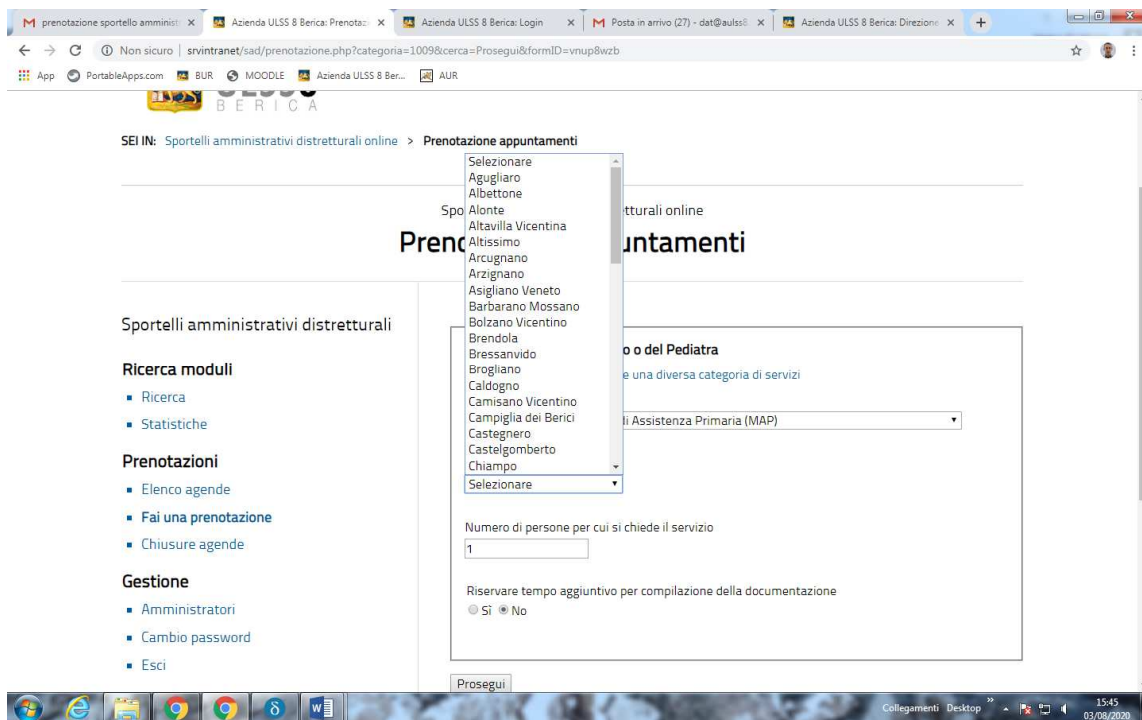 prenotazione sportello amminist
Azienda ULSS 8 Berica: Prenotaz
Azienda ULSS 8 Berica: Login
Posta in arrivo (27) - dat@aulss8.
Azienda ULSS 8 Berica: Direzione
Non sicuro | srvintranet/sad/prenotazione.php?categoria=1009&cerca=Prosegui&formID=vnup8wzb
App PortableApps.com BUR MOODLE Azienda ULSS 8 Ber... AUR
BERICA
SEI IN: Sportelli amministrativi distretturali online > Prenotazione appuntamenti
Selezionare
Agugliaro
Albettone
Spo Alonte tturali online
Altavilla Vicentina
Preno Altissimo untamenti
Arcugnano
Arzignano
Asigliano Veneto
Barbarano Mossano
Sportelli amministrativi distretturali
Bolzano Vicentino
Brendola
Bressanvido o o del Pediatra
Ricerca moduli
Brogliano e una diversa categoria di servizi
Ricerca
Caldogno
Camisano Vicentino
Statistiche
Campiglia dei Berici li Assistenza Primaria (MAP)
Castegnero
Castelgomberto
Prenotazioni
Chiampo
Elenco agende
Selezionare
Fai una prenotazione
Numero di persone per cui si chiede il servizio
Chiusure agende
1
Gestione
Riservare tempo aggiuntivo per compilazione della documentazione
Amministratori
Sì No
Cambio password
Esci
Prosegui
Collegamenti Desktop
15:45
03/08/2020